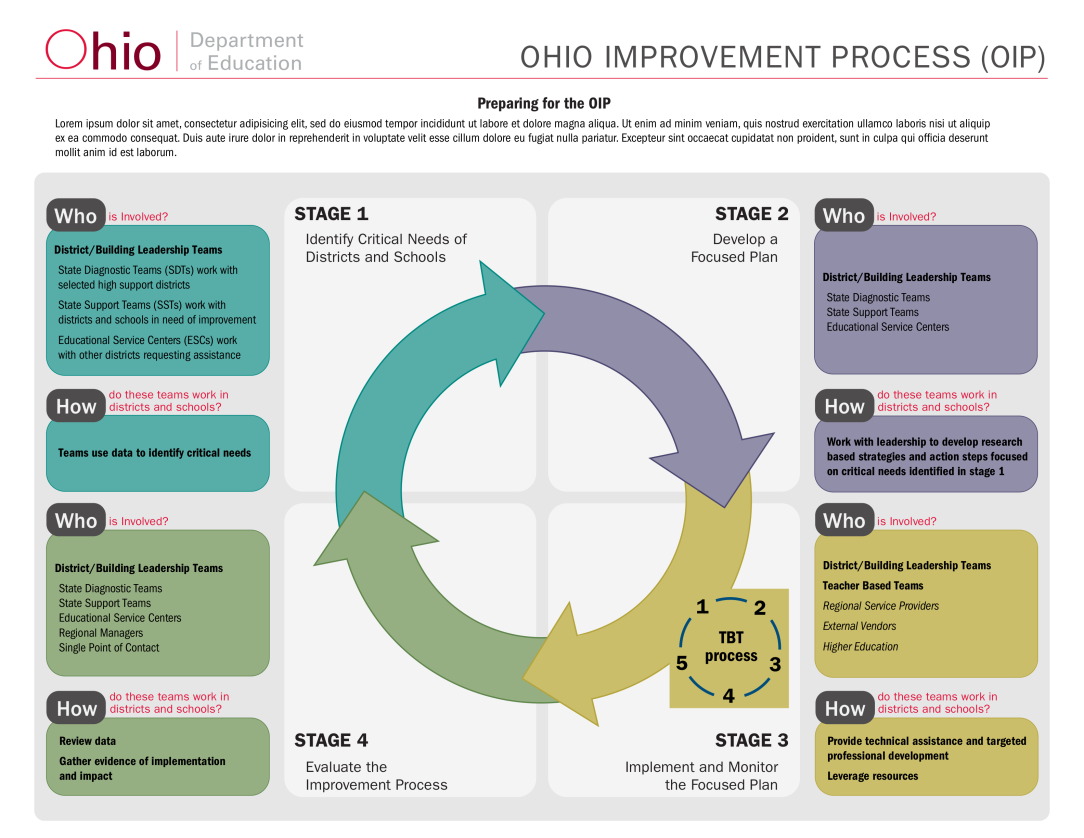 Ohio
Department
of Education
OHIO IMPROVEMENT PROCESS (OIP)
Preparing for the OIP
Lorem ipsum dolor sit amet, consectetur adipisicing elit, sed do eiusmod tempor incididunt ut labore et dolore magna aliqua. Ut enim ad minim veniam, quis nostrud exercitation ullamco laboris nisi ut aliquip
ex ea commodo consequat. Duis aute irure dolor in reprehenderit in voluptate velit esse cillum dolore eu fugiat nulla pariatur. Excepteur sint occaecat cupidatat non proident, sunt in culpa qui officia deserunt
mollit anim id est laborum.
Who is Involved?
District/Building Leadership Teams
State Diagnostic Teams (SDTs) work with
selected high support districts
State Support Teams (SSTs) work with
districts and schools in need of improvement
Educational Service Centers (ESCs) work
with other districts requesting assistance
How do these teams work in
districts and schools?
Teams use data to identify critical needs
STAGE 1
Identify Critical Needs of
Districts and Schools
STAGE 2
Develop a
Focused Plan
Who is Involved?
District/Building Leadership Teams
State Diagnostic Teams
State Support Teams
Educational Service Centers
How do these teams work in
districts and schools?
Work with leadership to develop research
based strategies and action steps focused
on critical needs identified in stage 1
Who is Involved?
District/Building Leadership Teams
State Diagnostic Teams
State Support Teams
Educational Service Centers
Regional Managers
Single Point of Contact
How do these teams work in
districts and schools?
Review data
Gather evidence of implementation
and impact
STAGE 4
Evaluate the
Improvement Process
1 2
TBT
process
5 3
4
STAGE 3
Implement and Monitor
the Focused Plan
Who is Involved?
District/Building Leadership Teams
Teacher Based Teams
Regional Service Providers
External Vendors
Higher Education
How do these teams work in
districts and schools?
Provide technical assistance and targeted
professional development
Leverage resources